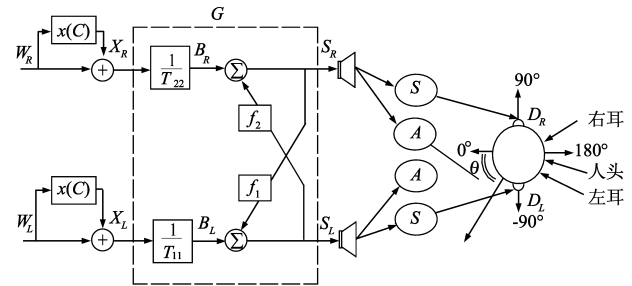 G
x(C)
W_R
X_R
+
1
T_22
B_R
Σ
S_R
f_2
f_1
S
A
A
S
90°
D_R
右耳
0°
180°
θ
人头
左耳
D_L
-90°
x(C)
W_L
X_L
+
1
T_11
B_L
Σ
S_L